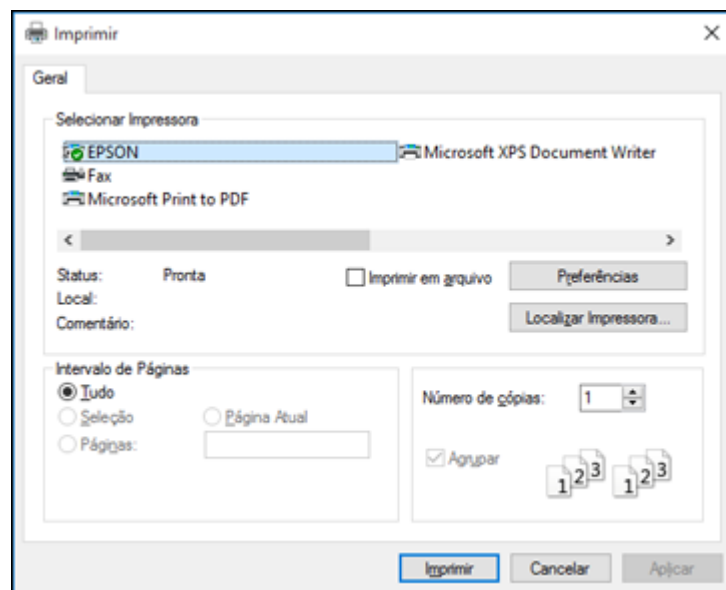 Imprimir
Geral
Selecionar Impressora
EPSON
Microsoft XPS Document Writer
Fax
Microsoft Print to PDF
Status: Pronta
Imprimir em arquivo
Preferências
Local:
Localizar Impressora...
Comentário:
Intervalo de Páginas
Tudo
Seleção
Página Atual
Páginas:
Número de cópias: 1
Agrupar
1 2 3 1 2 3
Imprimir Cancelar Aplicar